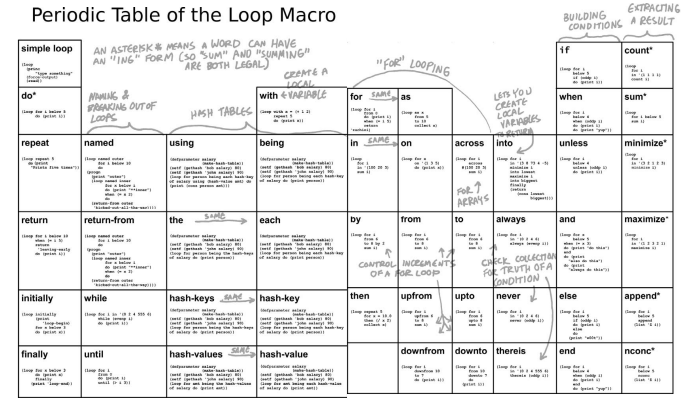 Periodic Table of the Loop Macro
AN ASTERISK * MEANS A WORD CAN HAVE
AN "ING" FORM (SO "SUM" AND "SUMMING"
ARE BOTH LEGAL)
"FOR" LOOPING
BUILDING
CONDITIONS
EXTRACTING
A RESULT
CREATE A
LOCAL
VARIABLE
NAMING &
BREAKING OUT OF
LOOPS
HASH TABLES
LETS YOU
CREATE
LOCAL
VARIABLES
TO RETURN
simple loop
(loop
(princ
"type something"
(force-output)
(read))
if
(loop for i
below 5
if (oddp i)
do (print i))
count*
(loop
for i
in '(1 1 1 1)
count i)
do*
(loop for i below 5
do (print i))
with
(loop with x = (+ 1 2)
repeat 5
do (print x))
for
SAME
(loop for i
from 0
do (print i)
when (= i 5)
return
'zuchini)
as
(loop as x
from 5
to 10
collect x)
when
(loop for i
below 4
when (oddp i)
do (print "yup"))
sum*
(loop
for i below 5
sum i)
repeat
(loop repeat 5
do (print
"Prints five times"))
named
(loop named outer
for i below 10
do
(progn
(print "outer")
(loop named inner
for x below i
do (print "**inner")
when (= x 2)
do
(return-from outer
'kicked-out-all-the-way))))
using
(defparameter salary
(make-hash-table))
(setf (gethash 'bob salary) 80)
(setf (gethash 'john salary) 90)
(loop for person being each hash-key
of salary using (hash-value amt) do
(print (cons person amt)))
being
(defparameter salary
(make-hash-table))
(setf (gethash 'bob salary) 80)
(setf (gethash 'john salary) 90)
(loop for person being each hash-key
of salary do (print person))
in
SAME
(loop for i
in '(100 20 3)
sum i)
on
(loop for x
on '(1 3 5)
do (print x))
across
(loop for i
across
#(100 20 3)
sum i)
FOR
ARRAYS
into
(loop for i
in '(5 8 73 4 -5)
minimize i
into lowest
maximize i
into biggest
finally
(return
(cons lowest
biggest)))
unless
(loop for i
below 4
unless (oddp i)
do (print i))
minimize*
(loop for i
in '(3 2 1 2 3)
minimize i)
return
(loop for i below 10
when (= i 5)
return
'leave-early
do (print i))
return-from
(loop named outer
for i below 10
do
(progn
(print "outer")
(loop named inner
for x below i
do (print "**inner")
when (= x 2)
do
(return-from outer
'kicked-out-all-the-way))))
the
SAME
(defparameter salary
(make-hash-table))
(setf (gethash 'bob salary) 80)
(setf (gethash 'john salary) 90)
(loop for person being the hash-keys
of salary do (print person))
each
(defparameter salary
(make-hash-table))
(setf (gethash 'bob salary) 80)
(setf (gethash 'john salary) 90)
(loop for person being each hash-key
of salary do (print person))
by
(loop for i
from 6
to 8 by 2
sum i)
from
(loop for i
from 6
to 8
sum i)
to
(loop for i
from 6
to 8
sum i)
CONTROL INCREMENTS
OF A FOR LOOP
always
(loop for i
in '(0 2 4 6)
always (evenp i))
CHECK COLLECTION
FOR TRUTH OF A
CONDITION
and
(loop for x
below 5
when (= x 3)
do (print "do this")
and
do (print
"also do this")
do (print
"always do this"))
maximize*
(loop for i
in '(1 2 3 2 1)
maximize i)
initially
(loop initially
(print
'loop-begin)
for x below 3
do (print x))
while
(loop for i in '(0 2 4 555 6)
while (evenp i)
do (print i))
hash-keys
SAME
(defparameter salary
(make-hash-table))
(setf (gethash 'bob salary) 80)
(setf (gethash 'john salary) 90)
(loop for person being the hash-keys
of salary do (print person))
hash-key
(defparameter salary
(make-hash-table))
(setf (gethash 'bob salary) 80)
(setf (gethash 'john salary) 90)
(loop for person being each hash-key
of salary do (print person))
then
(loop repeat 5
for x = 10.0
then (/ x 2)
collect x)
upfrom
(loop for i
upfrom 6
to 8
sum i)
upto
(loop for i
from 6
upto 8
sum i)
never
(loop for i
in '(0 2 4 6)
never (oddp i))
else
(loop for i
below 5
if (oddp i)
do (print i)
else
do
(print "w00t"))
append*
(loop for i
below 5
append
(list 'Z i))
finally
(loop for x below 3
do (print x)
finally
(print 'loop-end))
until
(loop for i
from 0
do (print i)
until (> i 3))
hash-values
SAME
(defparameter salary
(make-hash-table))
(setf (gethash 'bob salary) 80)
(setf (gethash 'john salary) 90)
(loop for amt being the hash-values
of salary do (print amt))
hash-value
(defparameter salary
(make-hash-table))
(setf (gethash 'bob salary) 80)
(setf (gethash 'john salary) 90)
(loop for amt being each hash-value
of salary do (print amt))
downfrom
(loop for i
downfrom 10
to 7
do (print i))
downto
(loop for i
from 10
downto 7
do (print
i))
thereis
(loop for i
in '(0 2 4 555 6)
thereis (oddp i))
end
(loop for i
below 4
when (oddp i)
do (print i)
end
do (print "yup"))
nconc*
(loop for i
below 5
nconc
(list 'Z i))